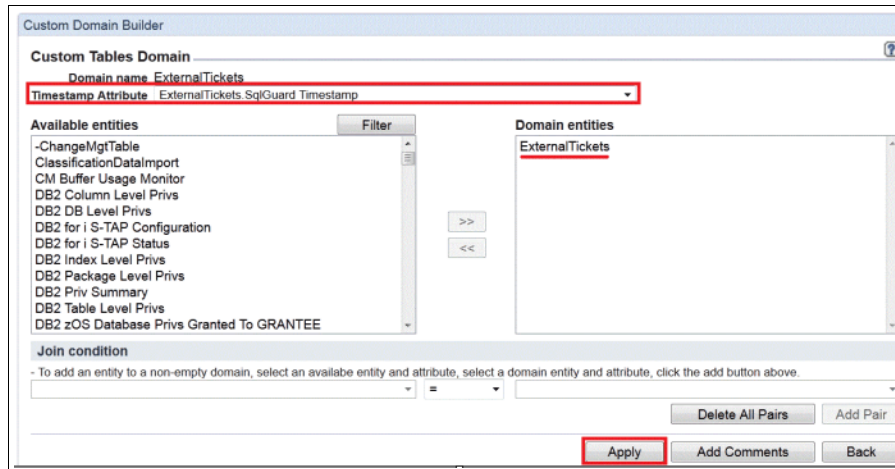 Custom Domain Builder
Custom Tables Domain
?
Domain name ExternalTickets
Timestamp Attribute ExternalTickets.SqlGuard Timestamp
Available entities Filter Domain entities
-ChangeMgtTable ExternalTickets
ClassificationDataImport
CM Buffer Usage Monitor
DB2 Column Level Privs
DB2 DB Level Privs
DB2 for i S-TAP Configuration
>>
DB2 for i S-TAP Status
<<
DB2 Index Level Privs
DB2 Package Level Privs
DB2 Priv Summary
DB2 Table Level Privs
DB2 zOS Database Privs Granted To GRANTEE
Join condition
- To add an entity to a non-empty domain, select an availabe entity and attribute, select a domain entity and attribute, click the add button above.
=
Delete All Pairs Add Pair
Apply Add Comments Back